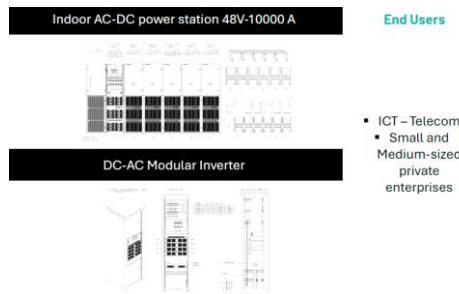 Indoor AC-DC power station 48V-10000 A
End Users
▪ ICT – Telecom
▪ Small and
Medium-sized
private
enterprises
DC-AC Modular Inverter